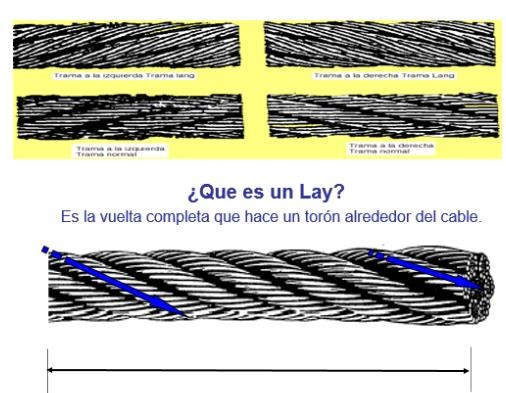 Trama a la izquierda Trama lang
Trama a la derecha Trama Lang
Trama a la izquierda
Trama normal
Trama a la derecha
Trama normal
¿Que es un Lay?
Es la vuelta completa que hace un torón alrededor del cable.